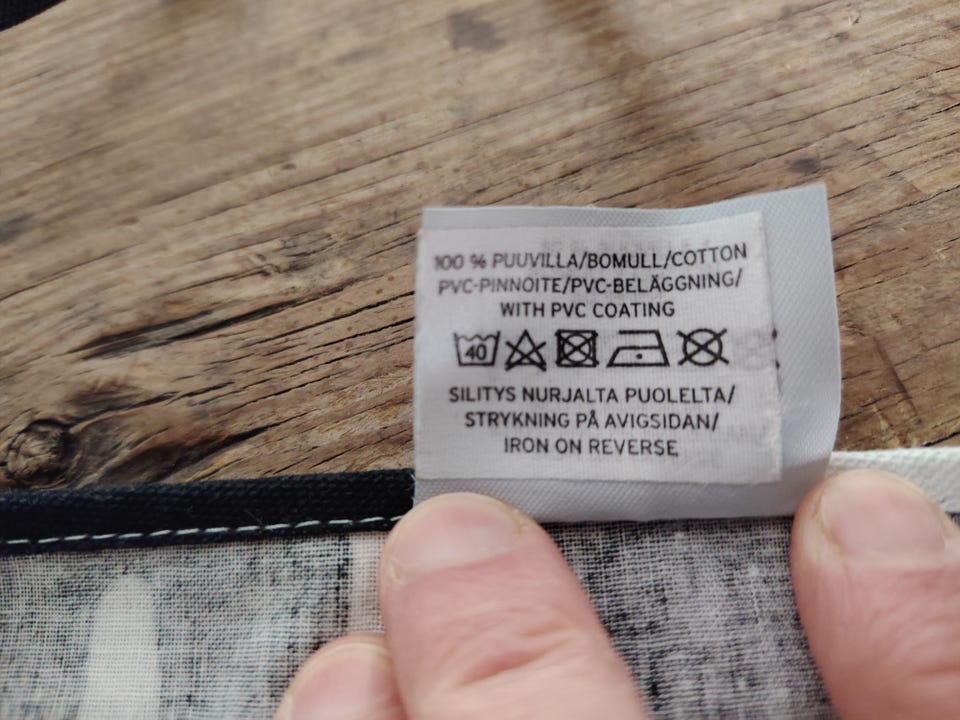 100 % PUUVILLA/BOMULL/COTTON
PVC-PINNOITE/PVC-BELÄGGNING/
WITH PVC COATING
40
SILITYS NURJALTA PUOLELTA/
STRYKNING PÅ AVIGSIDAN/
IRON ON REVERSE